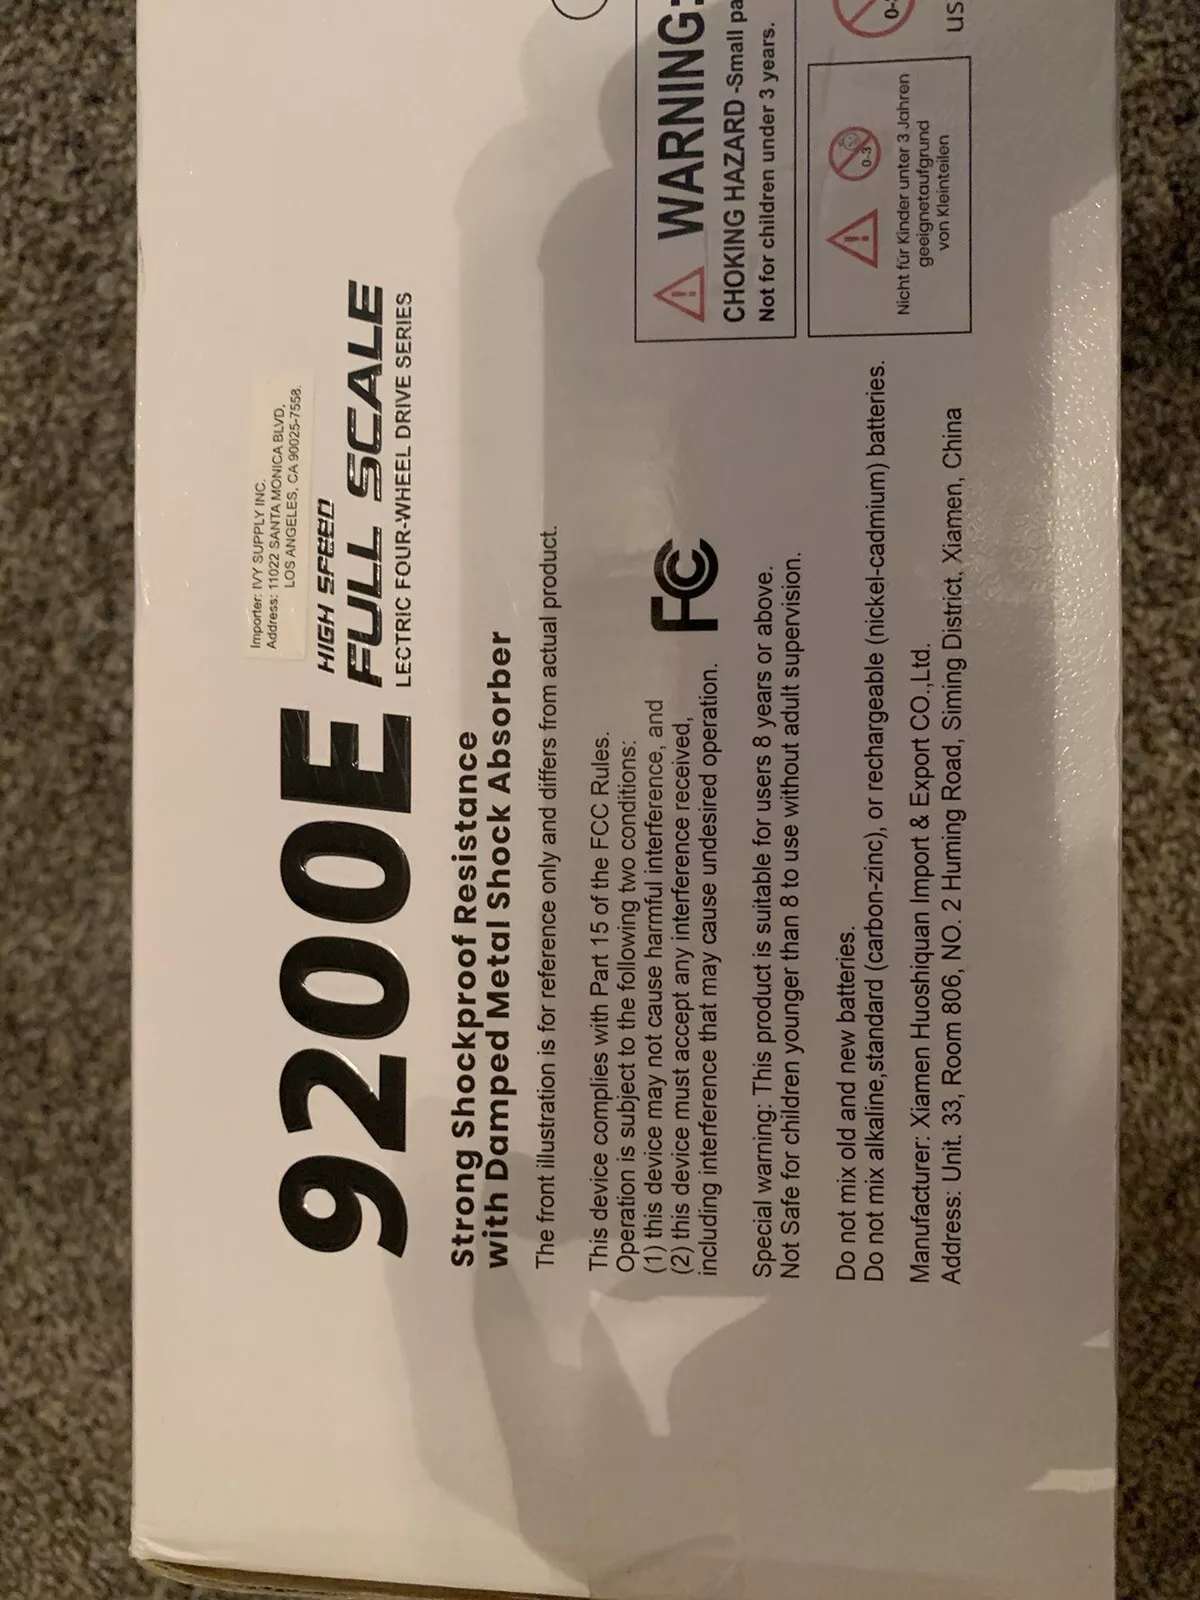 Importer: IVY SUPPLY INC.
Address: 11022 SANTA MONICA BLVD,
LOS ANGELES, CA 90025-7558.
9200E
HIGH SPEED
FULL SCALE
LECTRIC FOUR-WHEEL DRIVE SERIES
Strong Shockproof Resistance
with Damped Metal Shock Absorber
The front illustration is for reference only and differs from actual product.
This device complies with Part 15 of the FCC Rules.
Operation is subject to the following two conditions:
(1) this device may not cause harmful interference, and
(2) this device must accept any interference received,
including interference that may cause undesired operation.
FC
Special warning: This product is suitable for users 8 years or above.
Not Safe for children younger than 8 to use without adult supervision.
Do not mix old and new batteries.
Do not mix alkaline,standard (carbon-zinc), or rechargeable (nickel-cadmium) batteries.
Manufacturer: Xiamen Huoshiquan Import & Export CO.,Ltd.
Address: Unit. 33, Room 806, NO. 2 Huming Road, Siming District, Xiamen, China
WARNING:
CHOKING HAZARD -Small
Not for children under 3 years.
0-3
Nicht für Kinder unter 3 Jahren
geeignetaufgrund
von Kleinteilen